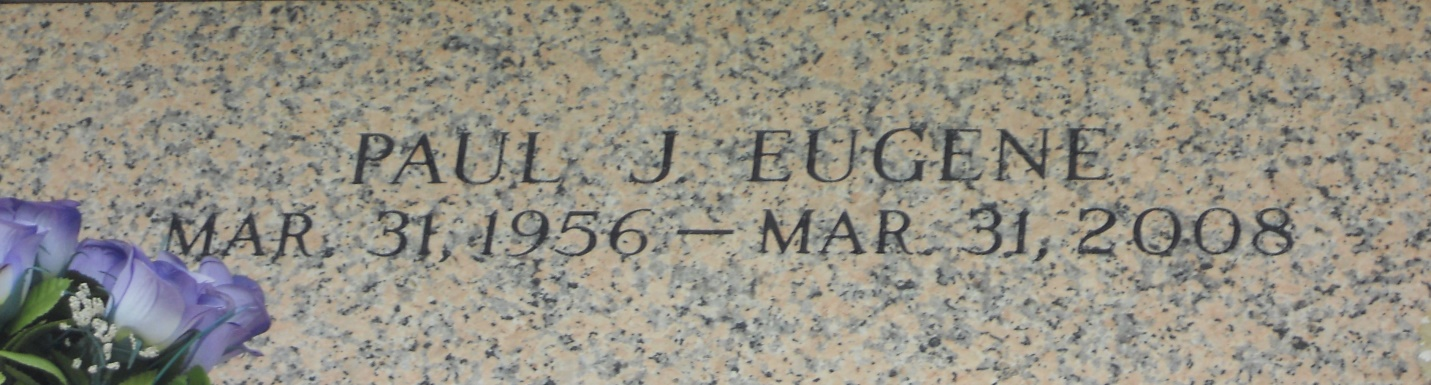 PAUL J. EUGENE
MAR. 31, 1956 — MAR. 31, 2008